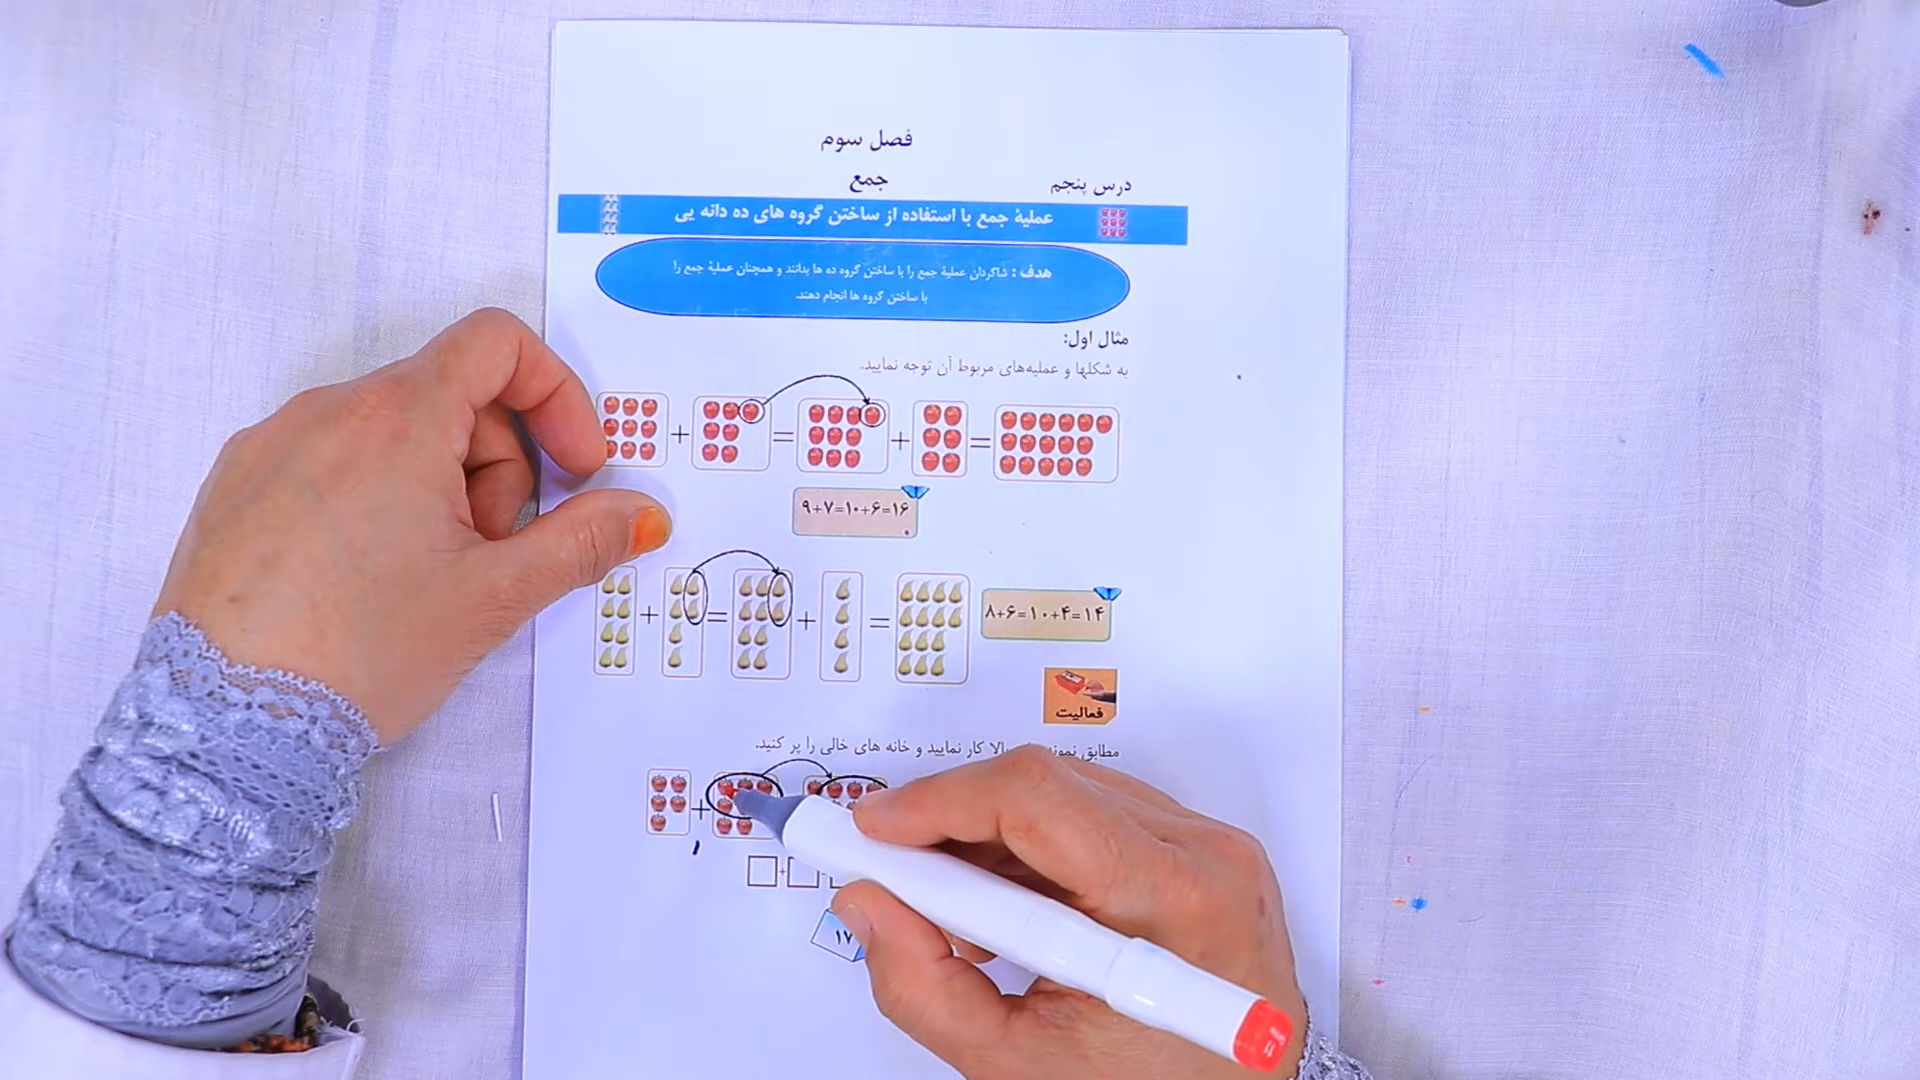 فصل سوم
جمع
درس پنجم
عملیهٔ جمع با استفاده از ساختن گروه های ده دانه یی
هدف : شاگردان عملیهٔ جمع را با ساختن گروه ده ها بدانند و همچنان عملیهٔ جمع را
با ساختن گروه ها انجام دهند.
مثال اول:
به شکلها و عملیه‌های مربوط آن توجه نمایید.
+ = + =
۹+۷=۱۰+۶=۱۶
+ = + =
۸+۶=۱۰+۴=۱۴
فعالیت
مطابق بالا کار نمایید و خانه های خالی را پر کنید.
+
+
۱۷